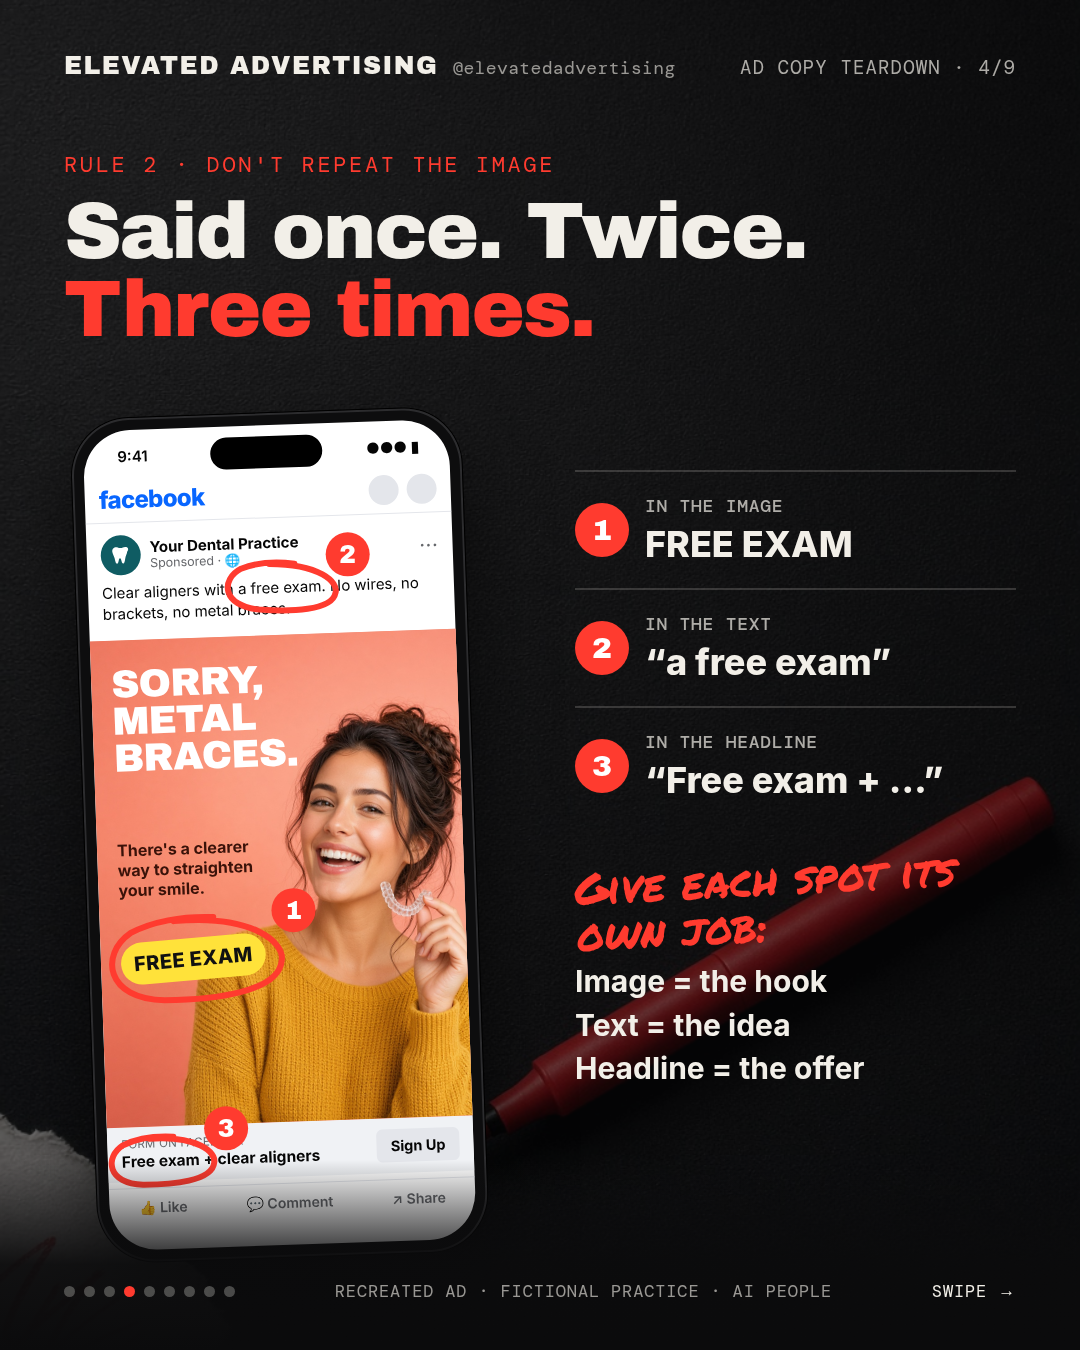 ELEVATED ADVERTISING @elevatedadvertising
AD COPY TEARDOWN · 4/9
RULE 2 · DON'T REPEAT THE IMAGE
Said once. Twice.
Three times.
9:41
facebook
Your Dental Practice
Sponsored ·
2
Clear aligners with a free exam. No wires, no
brackets, no metal braces.
SORRY,
METAL
BRACES.
There's a clearer
way to straighten
your smile.
1
FREE EXAM
3
FORM ON FACE
Free exam + clear aligners
Sign Up
Like
Comment
Share
1
IN THE IMAGE
FREE EXAM
2
IN THE TEXT
“a free exam”
3
IN THE HEADLINE
“Free exam + ...”
GIVE EACH SPOT ITS
OWN JOB:
Image = the hook
Text = the idea
Headline = the offer
RECREATED AD · FICTIONAL PRACTICE · AI PEOPLE
SWIPE →